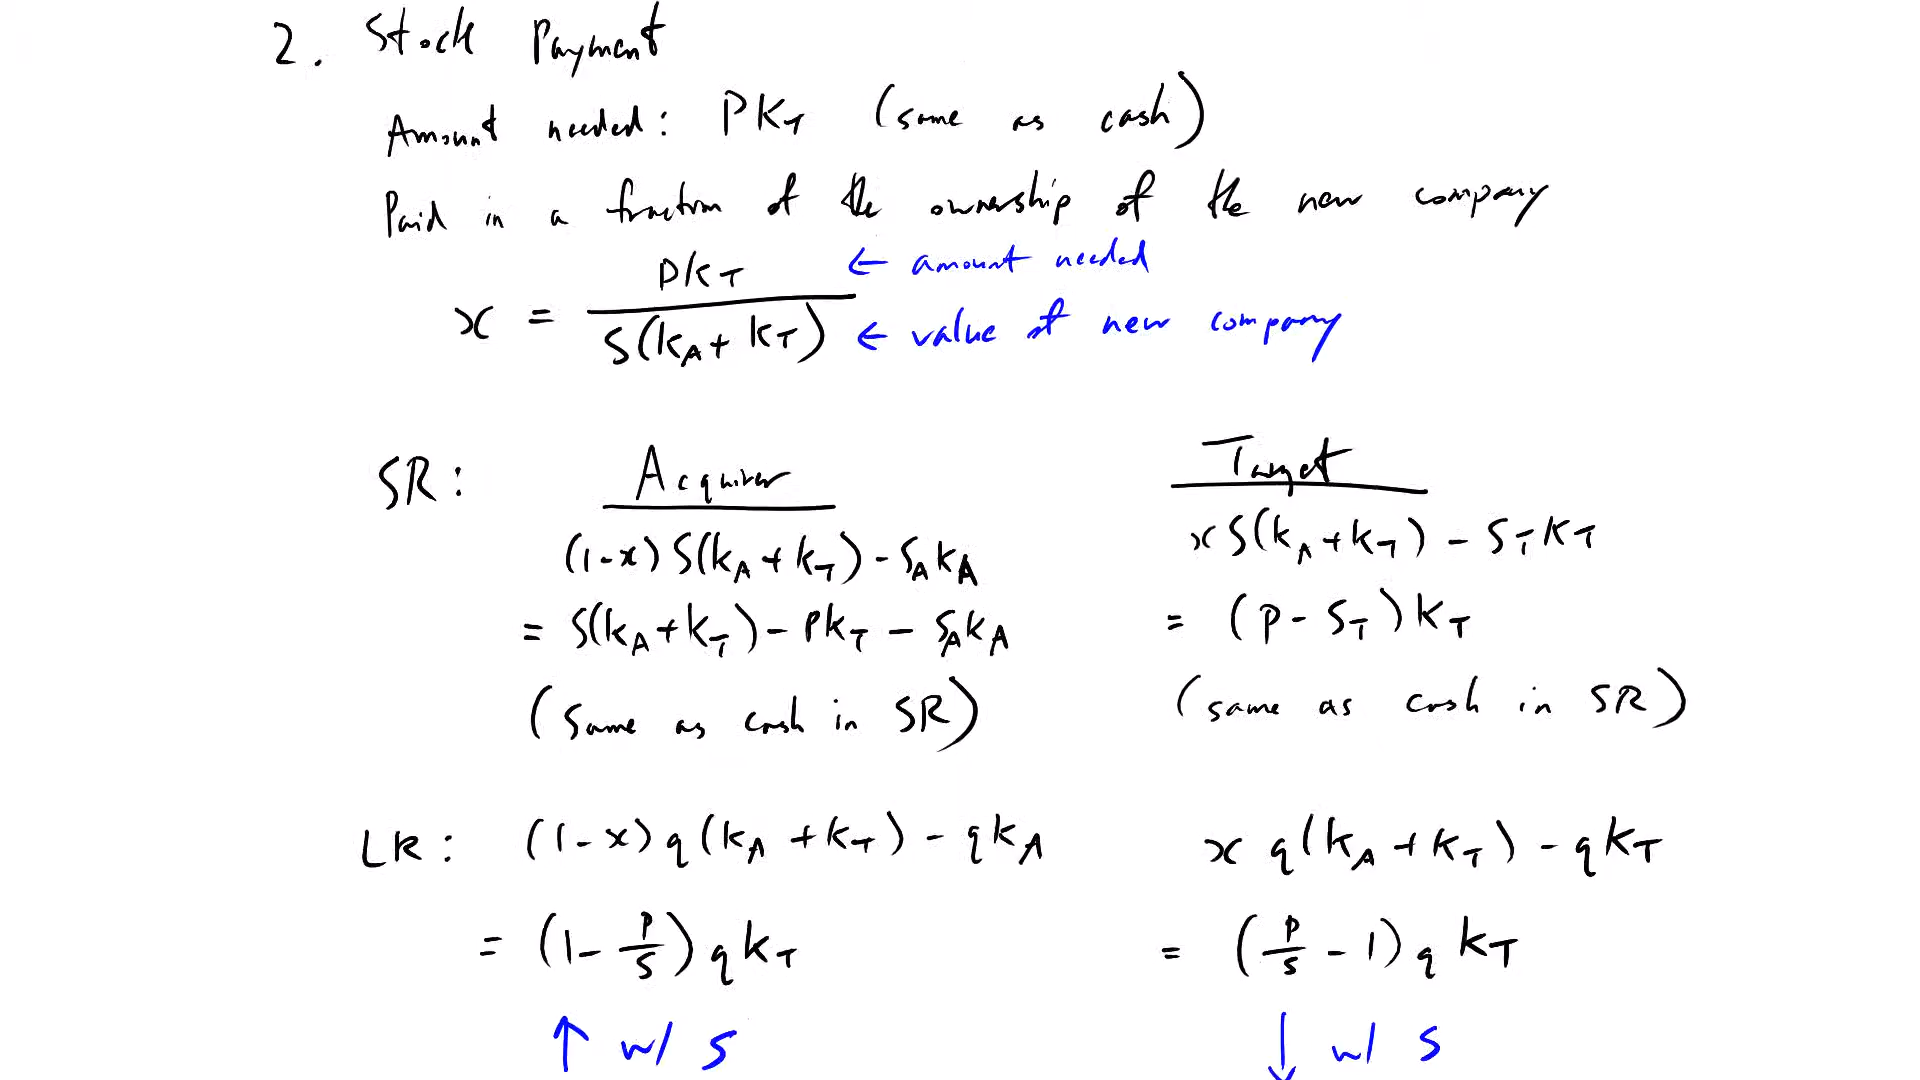 2. Stock Payment
Amount needed: PK_T (same as cash)
Paid in a fraction of the ownership of the new company
x = PK_T / S(K_A + K_T) ← amount needed
← value of new company
SR: Acquirer Target
(1-x) S(K_A + K_T) - S_A K_A x S(K_A + K_T) - S_T K_T
= S(K_A + K_T) - PK_T - S_A K_A = (P - S_T) K_T
(same as cash in SR) (same as cash in SR)
LR: (1-x) q (K_A + K_T) - q K_A x q (K_A + K_T) - q K_T
= (1 - P/S) q K_T = (P/S - 1) q K_T
↑ w/ S ↓ w/ S